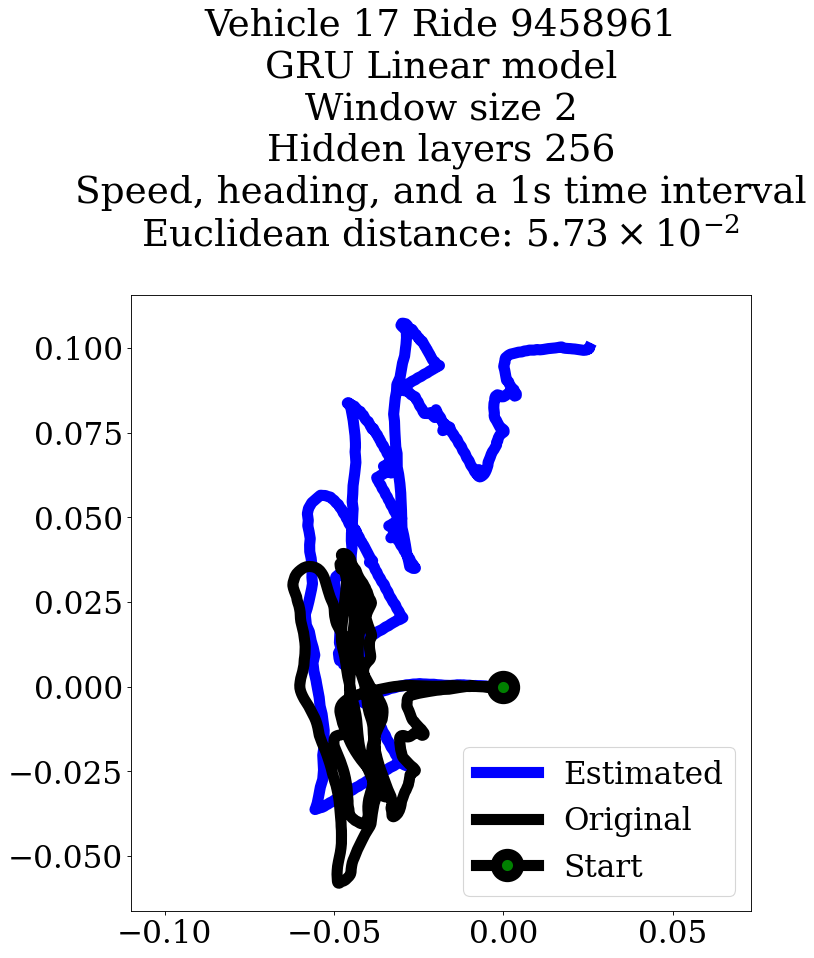 Vehicle 17 Ride 9458961
GRU Linear model
Window size 2
Hidden layers 256
Speed, heading, and a 1s time interval
Euclidean distance: 5.73 × 10⁻²
0.100
0.075
0.050
0.025
0.000
−0.025
−0.050
Estimated
Original
Start
−0.10
−0.05
0.00
0.05